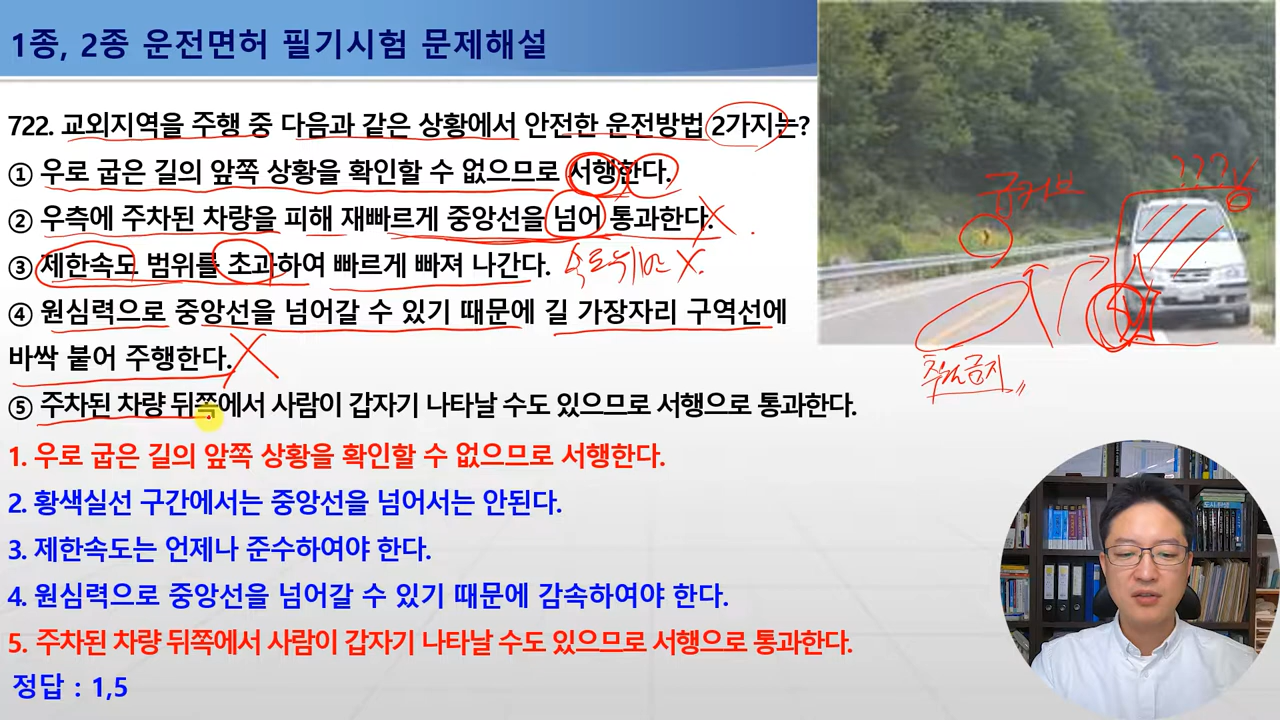 1종, 2종 운전면허 필기시험 문제해설
722. 교외지역을 주행 중 다음과 같은 상황에서 안전한 운전방법 2가지는?
① 우로 굽은 길의 앞쪽 상황을 확인할 수 없으므로 서행한다.
② 우측에 주차된 차량을 피해 재빠르게 중앙선을 넘어 통과한다.
③ 제한속도 범위를 초과하여 빠르게 빠져 나간다. 속도위반 X.
④ 원심력으로 중앙선을 넘어갈 수 있기 때문에 길 가장자리 구역선에
바싹 붙어 주행한다.
⑤ 주차된 차량 뒤쪽에서 사람이 갑자기 나타날 수도 있으므로 서행으로 통과한다.
1. 우로 굽은 길의 앞쪽 상황을 확인할 수 없으므로 서행한다.
2. 황색실선 구간에서는 중앙선을 넘어서는 안된다.
3. 제한속도는 언제나 준수하여야 한다.
4. 원심력으로 중앙선을 넘어갈 수 있기 때문에 감속하여야 한다.
5. 주차된 차량 뒤쪽에서 사람이 갑자기 나타날 수도 있으므로 서행으로 통과한다.
정답 : 1,5
???
급커브
추월금지